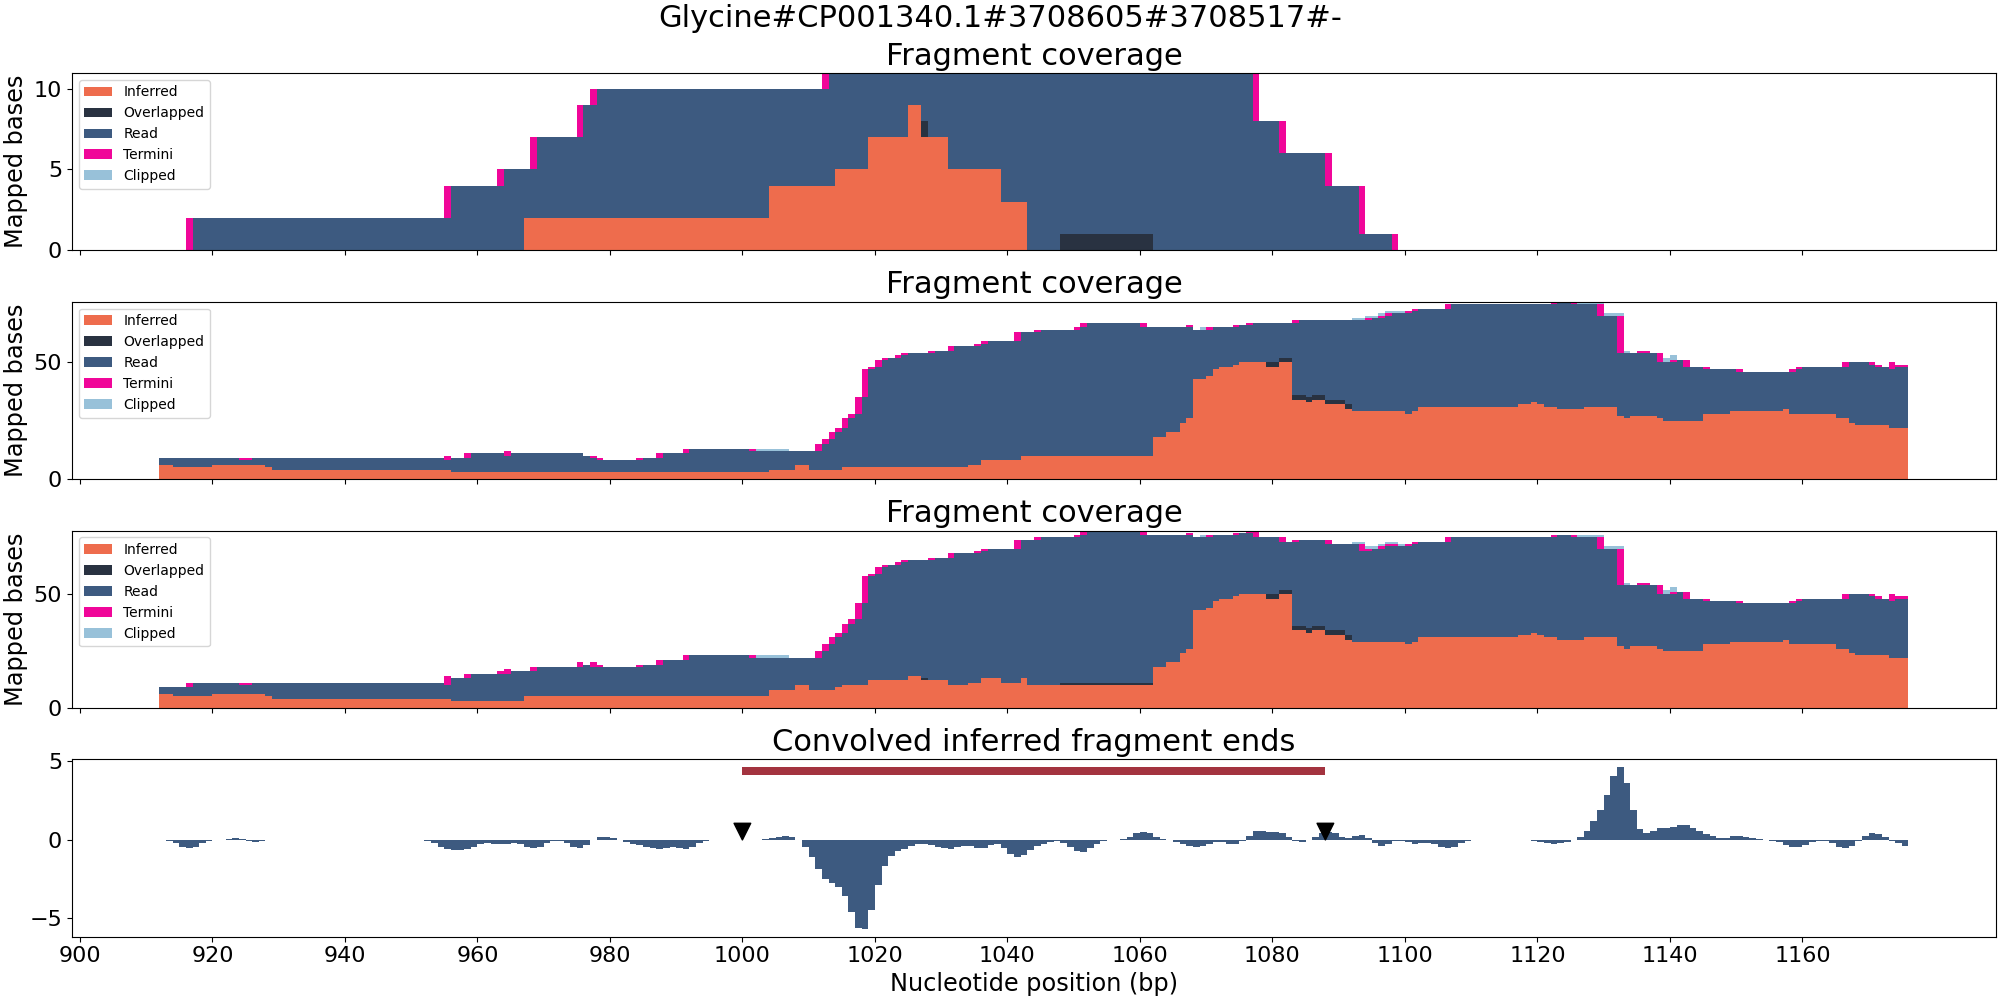 Glycine#CP001340.1#3708605#3708517#-
Fragment coverage
Mapped bases
10
5
0
Inferred
Overlapped
Read
Termini
Clipped
Fragment coverage
Mapped bases
50
0
Inferred
Overlapped
Read
Termini
Clipped
Fragment coverage
Mapped bases
50
0
Inferred
Overlapped
Read
Termini
Clipped
Convolved inferred fragment ends
5
0
−5
900 920 940 960 980 1000 1020 1040 1060 1080 1100 1120 1140 1160
Nucleotide position (bp)